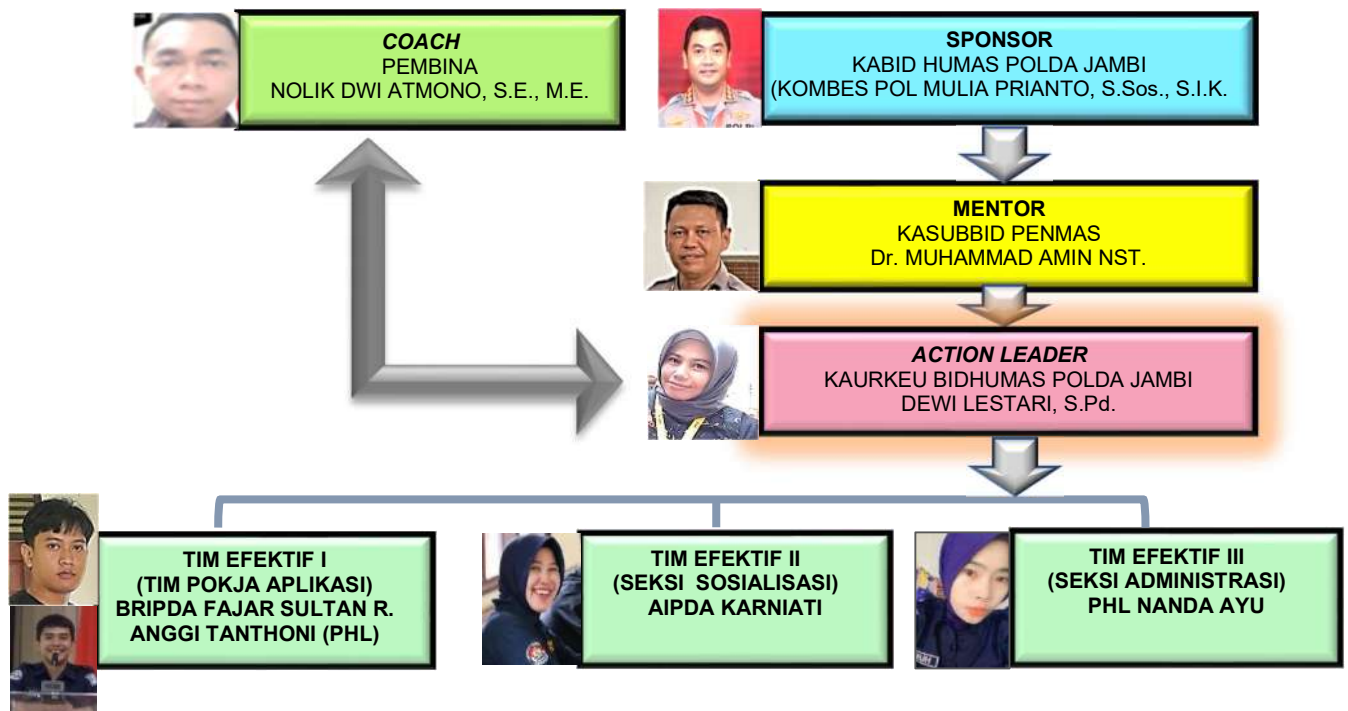 COACH
PEMBINA
NOLIK DWI ATMONO, S.E., M.E.
SPONSOR
KABID HUMAS POLDA JAMBI
(KOMBES POL MULIA PRIANTO, S.Sos., S.I.K.
MENTOR
KASUBBID PENMAS
Dr. MUHAMMAD AMIN NST.
ACTION LEADER
KAURKEU BIDHUMAS POLDA JAMBI
DEWI LESTARI, S.Pd.
TIM EFEKTIF I
(TIM POKJA APLIKASI)
BRIPDA FAJAR SULTAN R.
ANGGI TANTHONI (PHL)
TIM EFEKTIF II
(SEKSI SOSIALISASI)
AIPDA KARNIATI
TIM EFEKTIF III
(SEKSI ADMINISTRASI)
PHL NANDA AYU